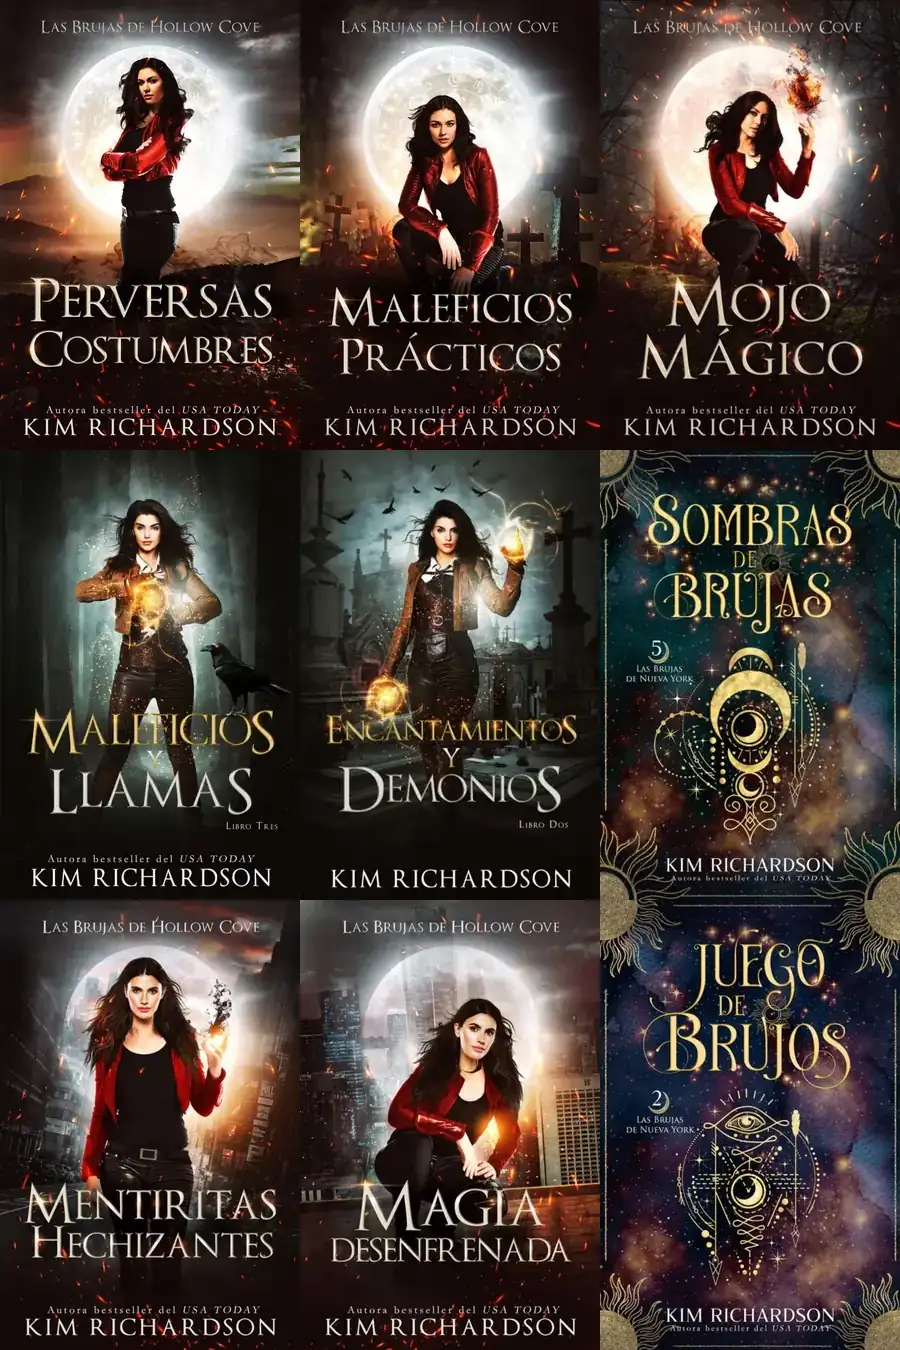 Las Brujas de Hollow Cove
Perversas
Costumbres
Autora bestseller del USA TODAY
KIM RICHARDSON
Las Brujas de Hollow Cove
Maleficios
Prácticos
Autora bestseller del USA TODAY
KIM RICHARDSON
Las Brujas de Hollow Cove
Mojo
Mágico
Autora bestseller del USA TODAY
KIM RICHARDSON
Maleficios
y
Llamas
Libro Tres
Autora bestseller del USA TODAY
KIM RICHARDSON
Encantamientos
y
Demonios
Libro Dos
KIM RICHARDSON
Sombras
de
Brujas
5
Las Brujas
de Nueva York
KIM RICHARDSON
Autora bestseller del USA TODAY
Las Brujas de Hollow Cove
Mentiritas
Hechizantes
Autora bestseller del USA TODAY
KIM RICHARDSON
Las Brujas de Hollow Cove
Magia
Desenfrenada
Autora bestseller del USA TODAY
KIM RICHARDSON
Juego
de
Brujos
2
Las Brujas
de Nueva York
KIM RICHARDSON
Autora bestseller del USA TODAY